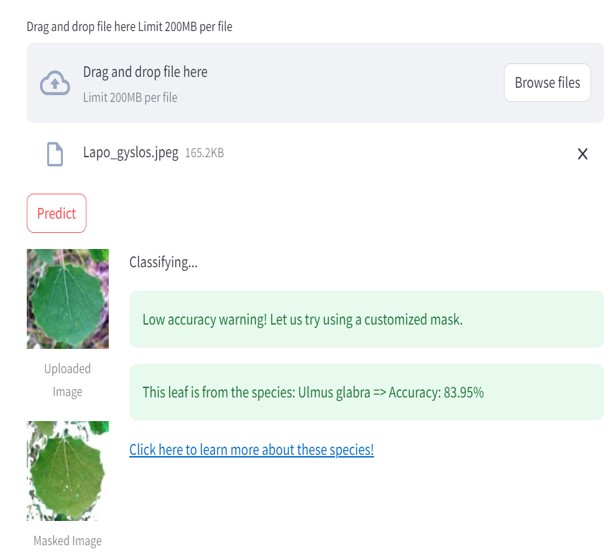 Drag and drop file here Limit 200MB per file
Drag and drop file here
Limit 200MB per file
Browse files
Lapo_gyslos.jpeg 165.2KB
X
Predict
Classifying...
Low accuracy warning! Let us try using a customized mask.
Uploaded
Image
This leaf is from the species: Ulmus glabra => Accuracy: 83.95%
Click here to learn more about these species!
Masked Image